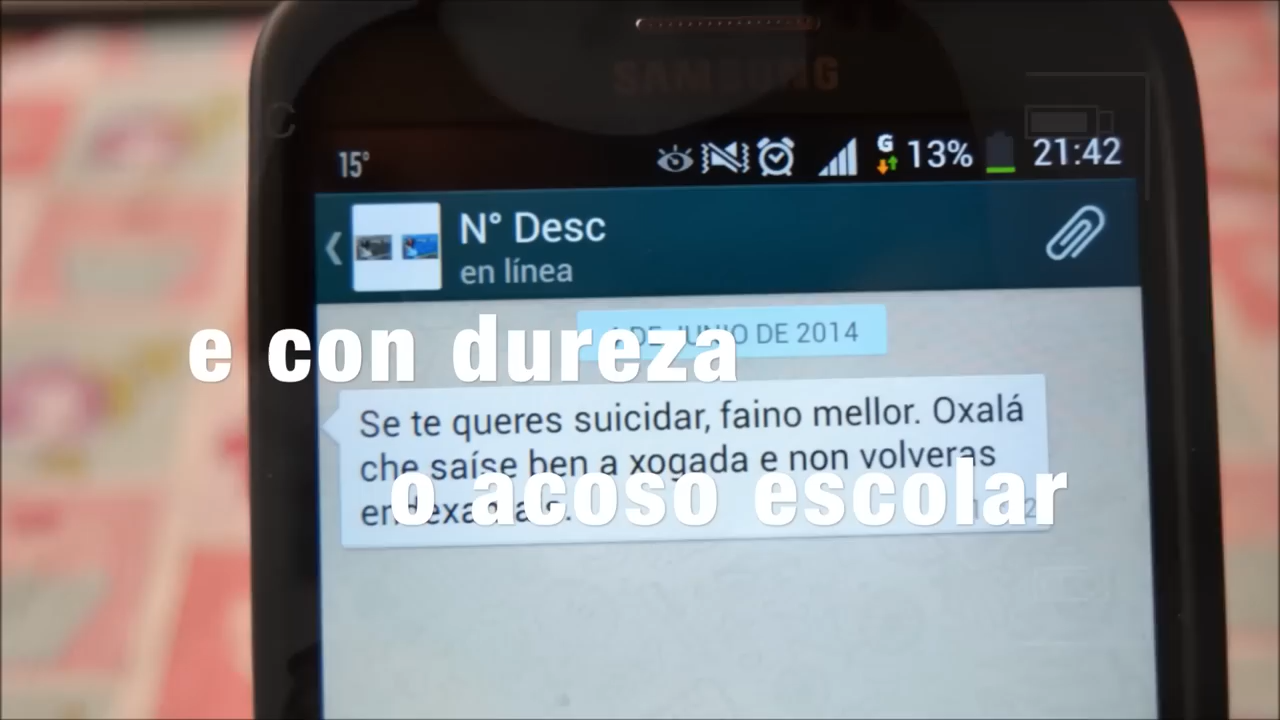 SAMSUNG
15°
G 13% 21:42
N° Desc
en línea
e con dureza
DE JUNIO DE 2014
Se te queres suicidar, faino mellor. Oxalá
che saíse ben a xogada e non volveras
o acoso escolar